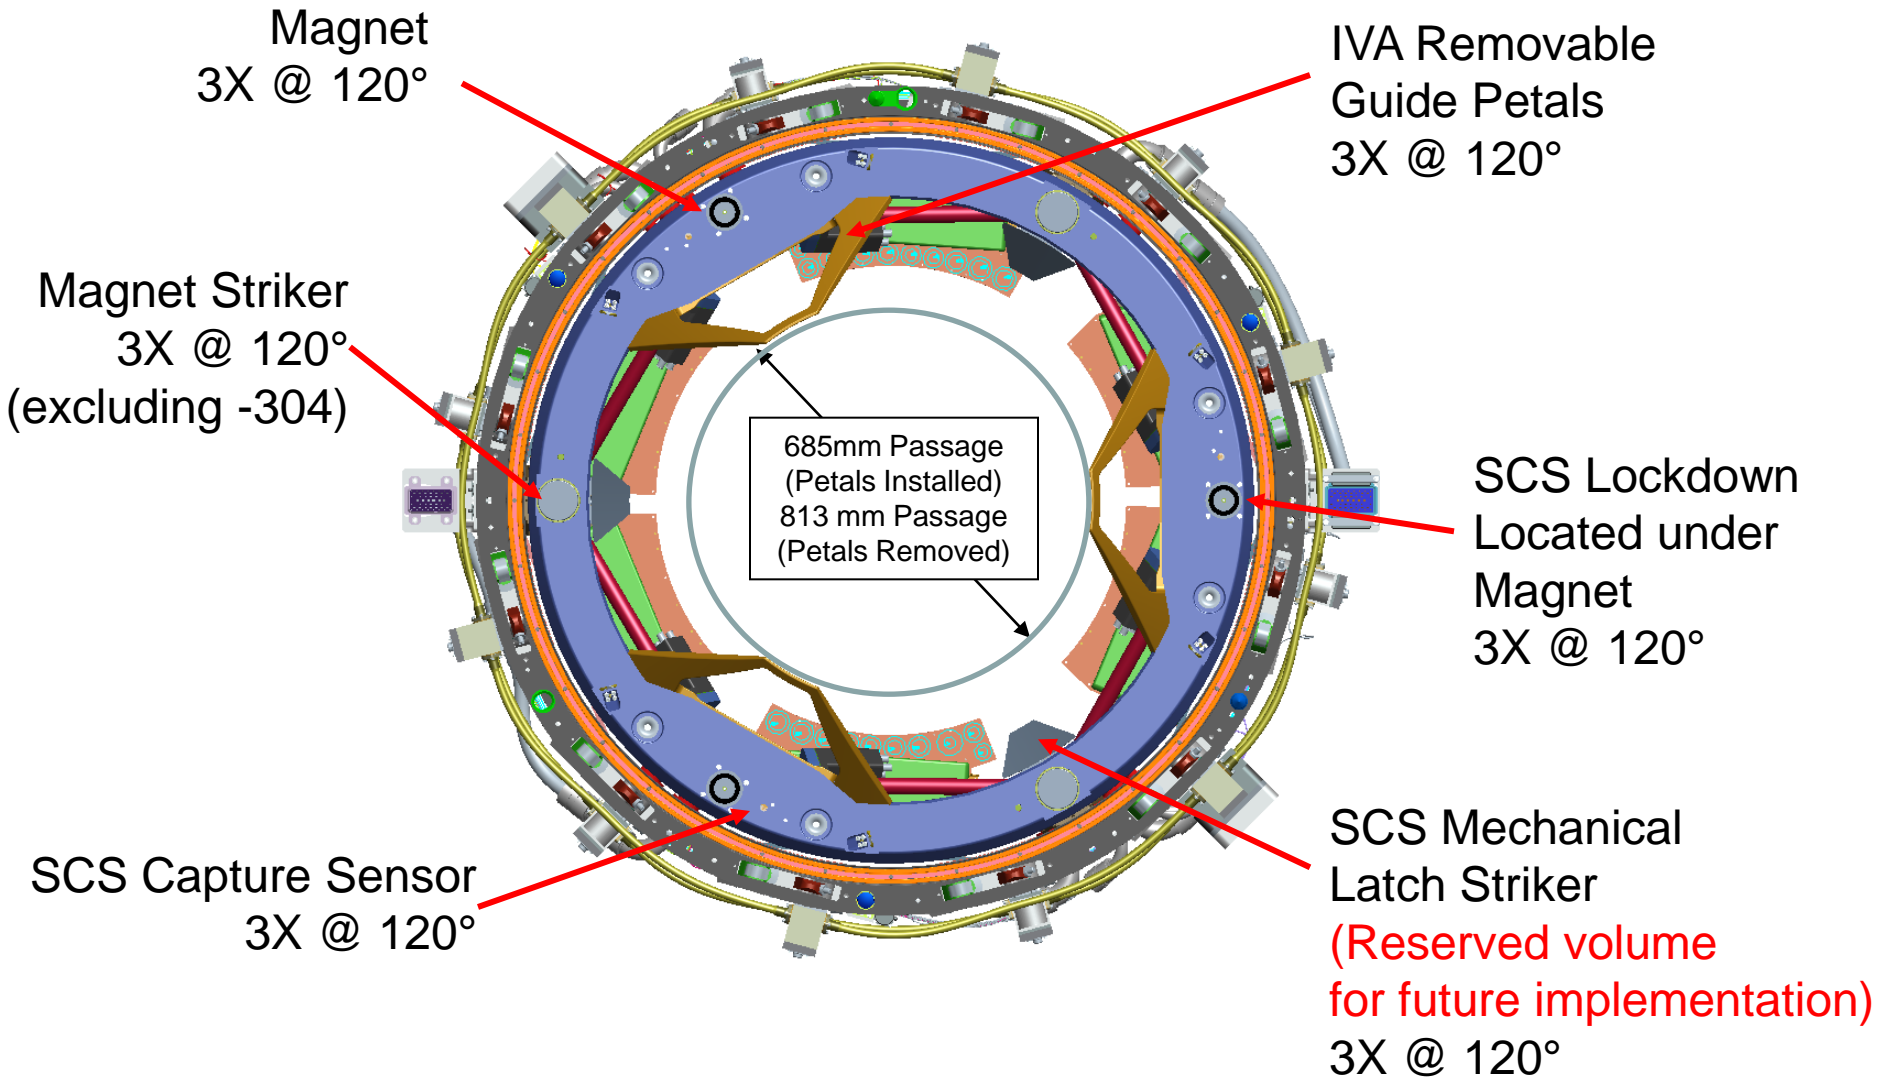 Magnet
3X @ 120°
IVA Removable
Guide Petals
3X @ 120°
Magnet Striker
3X @ 120°
(excluding -304)
685mm Passage
(Petals Installed)
813 mm Passage
(Petals Removed)
SCS Lockdown
Located under
Magnet
3X @ 120°
SCS Capture Sensor
3X @ 120°
SCS Mechanical
Latch Striker
(Reserved volume
for future implementation)
3X @ 120°